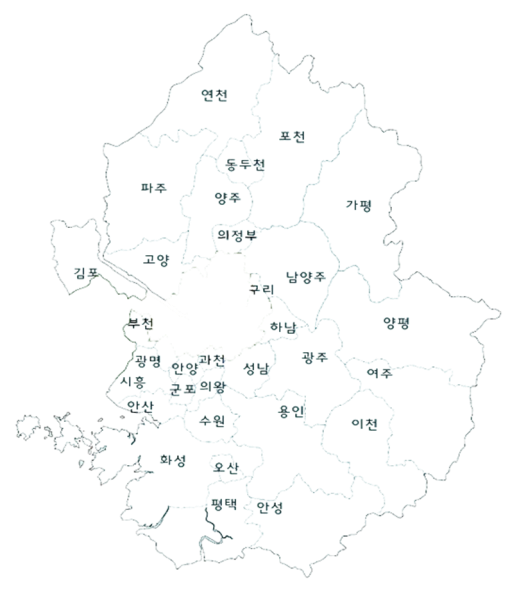 연천
포천
동두천
파주
양주
가평
의정부
고양
김포
남양주
구리
부천
하남
양평
광명
안양
과천
성남
광주
여주
시흥
군포
의왕
안산
수원
용인
이천
화성
오산
평택
안성